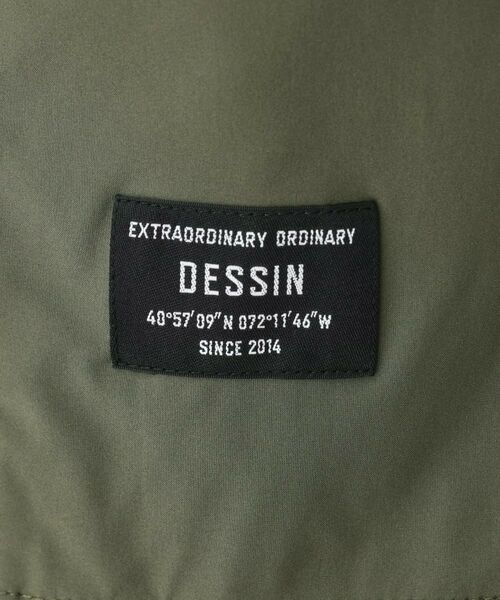 EXTRAORDINARY ORDINARY
DESSIN
40°57'09"N 072°11'46"W
SINCE 2014